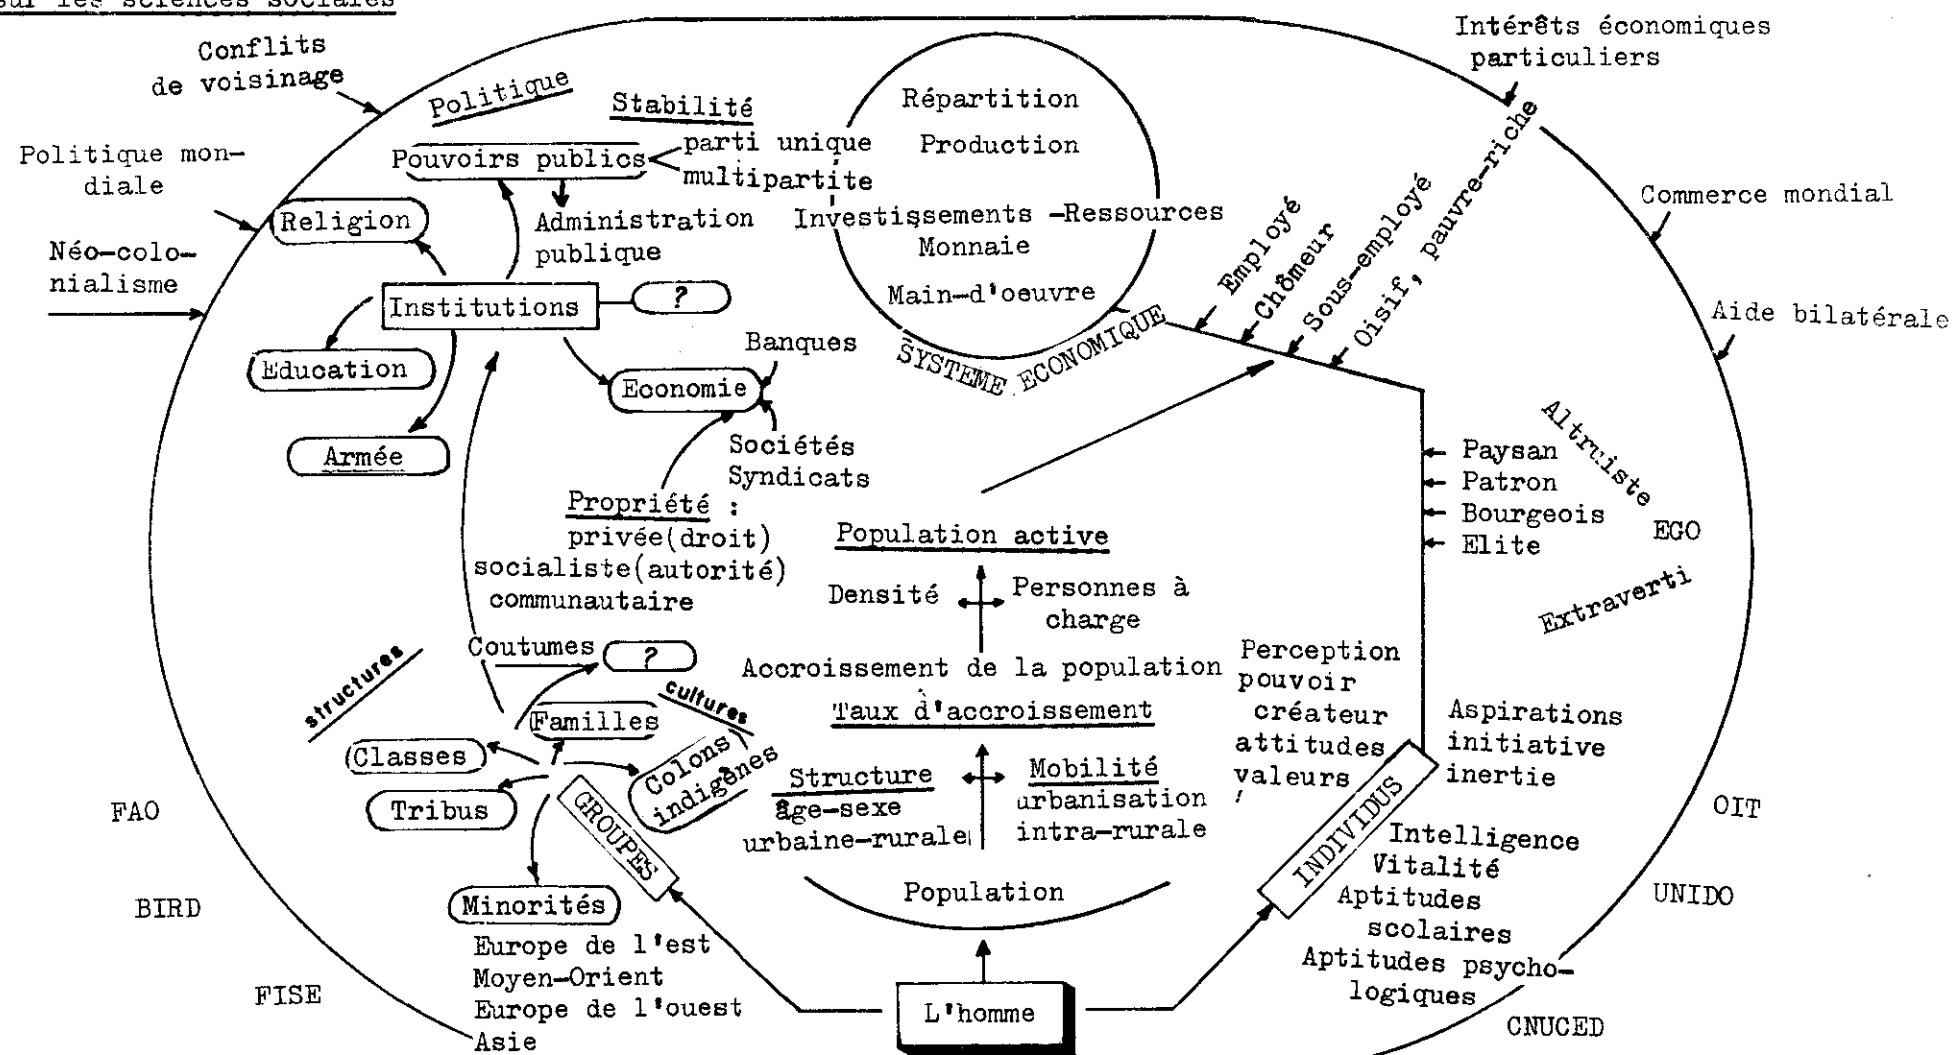 sur les sciences sociales
Conflits
de voisinage
Politique mon-
diale
Néo-colo-
nialisme
Politique
Stabilité
Pouvoirs publics
parti unique
multipartite
Administration
publique
Religion
Institutions
?
Education
Armée
Banques
Economie
Sociétés
Syndicats
Propriété :
privée(droit)
socialiste(autorité)
communautaire
Répartition
Production
Investissements -Ressources
Monnaie
Main-d'oeuvre
SYSTEME ECONOMIQUE
Intérêts économiques
particuliers
Commerce mondial
Aide bilatérale
Employé
Chômeur
Sous-employé
Oisif, pauvre-riche
Paysan
Patron
Bourgeois
Elite
Altruiste
EGO
Extraverti
Population active
Densité
Personnes à
charge
Accroissement de la population
Taux d'accroissement
Structure
âge-sexe
urbaine-rurale
Mobilité
urbanisation
intra-rurale
Population
structures
Coutumes
?
cultures
Familles
Classes
Tribus
Colons
indigènes
GROUPES
Minorités
Europe de l'est
Moyen-Orient
Europe de l'ouest
Asie
Perception
pouvoir
créateur
attitudes
valeurs
Aspirations
initiative
inertie
INDIVIDUS
Intelligence
Vitalité
Aptitudes
scolaires
Aptitudes psycho-
logiques
L'homme
FAO
BIRD
FISE
OIT
UNIDO
CNUCED